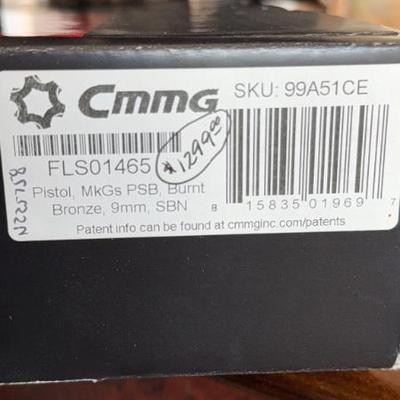 CMMG
SKU: 99A51CE
$1299.00
FLS01465
Pistol, MkGs PSB, Burnt
Bronze, 9mm, SBN
8 15835 01969 7
Patent info can be found at cmmginc.com/patents